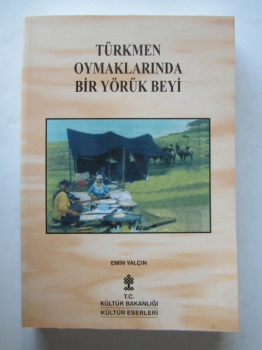 TÜRKMEN
OYMAKLARINDA
BİR YÖRÜK BEYİ
EMİN YALÇIN
T.C.
KÜLTÜR BAKANLIĞI
KÜLTÜR ESERLERİ